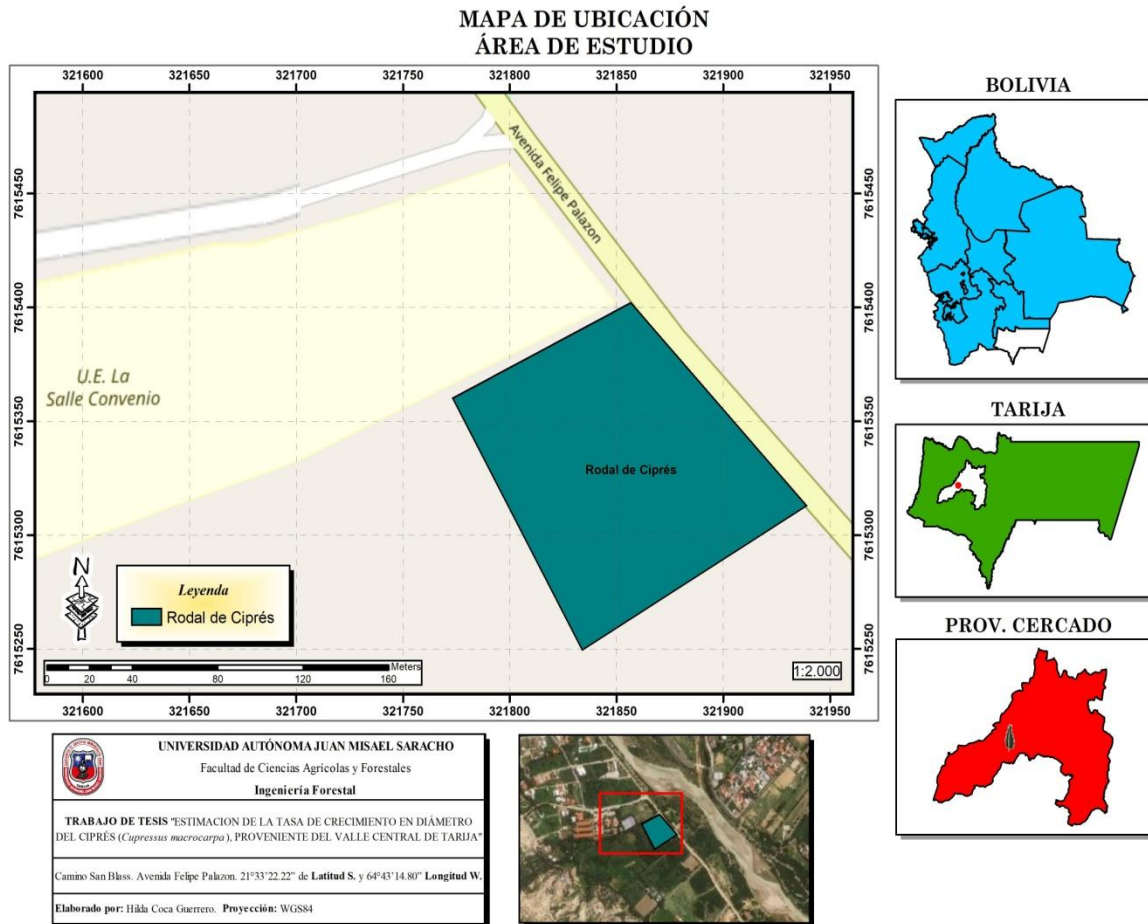 MAPA DE UBICACIÓN
ÁREA DE ESTUDIO
321600 321650 321700 321750 321800 321850 321900 321950
7615450
7615400
7615350
7615300
7615250
7615450
7615400
7615350
7615300
7615250
Avenida Felipe Palazon
U.E. La
Salle Convenio
Rodal de Ciprés
N
Leyenda
Rodal de Ciprés
Meters
0 20 40 80 120 160
1:2.000
321600 321650 321700 321750 321800 321850 321900 321950
BOLIVIA
TARIJA
PROV. CERCADO
UNIVERSIDAD AUTÓNOMA JUAN MISAEL SARACHO
Facultad de Ciencias Agrícolas y Forestales
Ingeniería Forestal
TRABAJO DE TESIS "ESTIMACION DE LA TASA DE CRECIMIENTO EN DIÁMETRO
DEL CIPRÉS (Cupressus macrocarpa), PROVENIENTE DEL VALLE CENTRAL DE TARIJA"
Camino San Blass. Avenida Felipe Palazon. 21°33’22.22” de Latitud S. y 64°43’14.80” Longitud W.
Elaborado por: Hilda Coca Guerrero. Proyección: WGS84